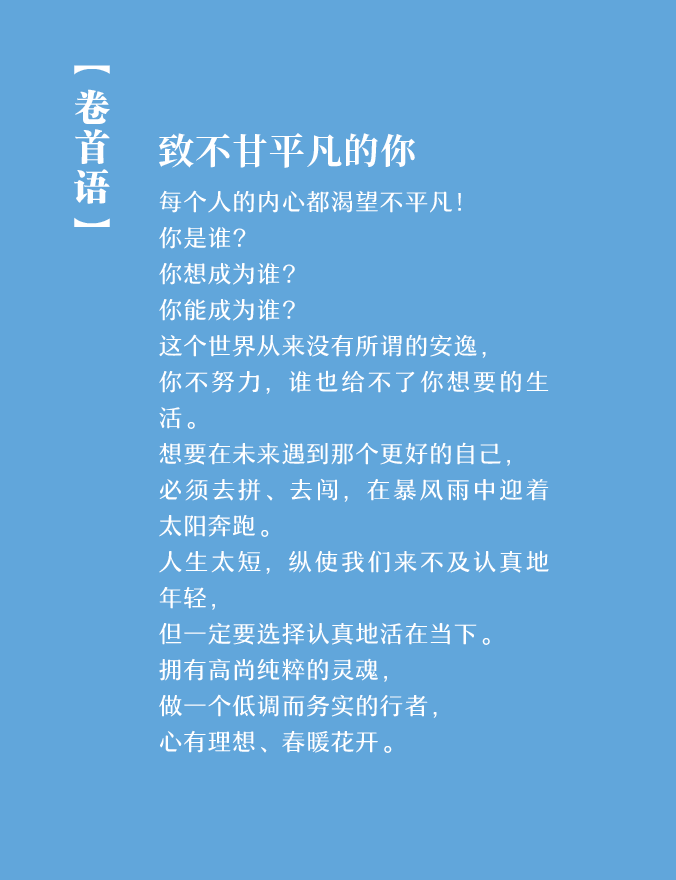 【卷首语】
致不甘平凡的你
每个人的内心都渴望不平凡！
你是谁？
你想成为谁？
你能成为谁？
这个世界从来没有所谓的安逸，
你不努力，谁也给不了你想要的生
活。
想要在未来遇到那个更好的自己，
必须去拼、去闯，在暴风雨中迎着
太阳奔跑。
人生太短，纵使我们来不及认真地
年轻，
但一定要选择认真地活在当下。
拥有高尚纯粹的灵魂，
做一个低调而务实的行者，
心有理想、春暖花开。